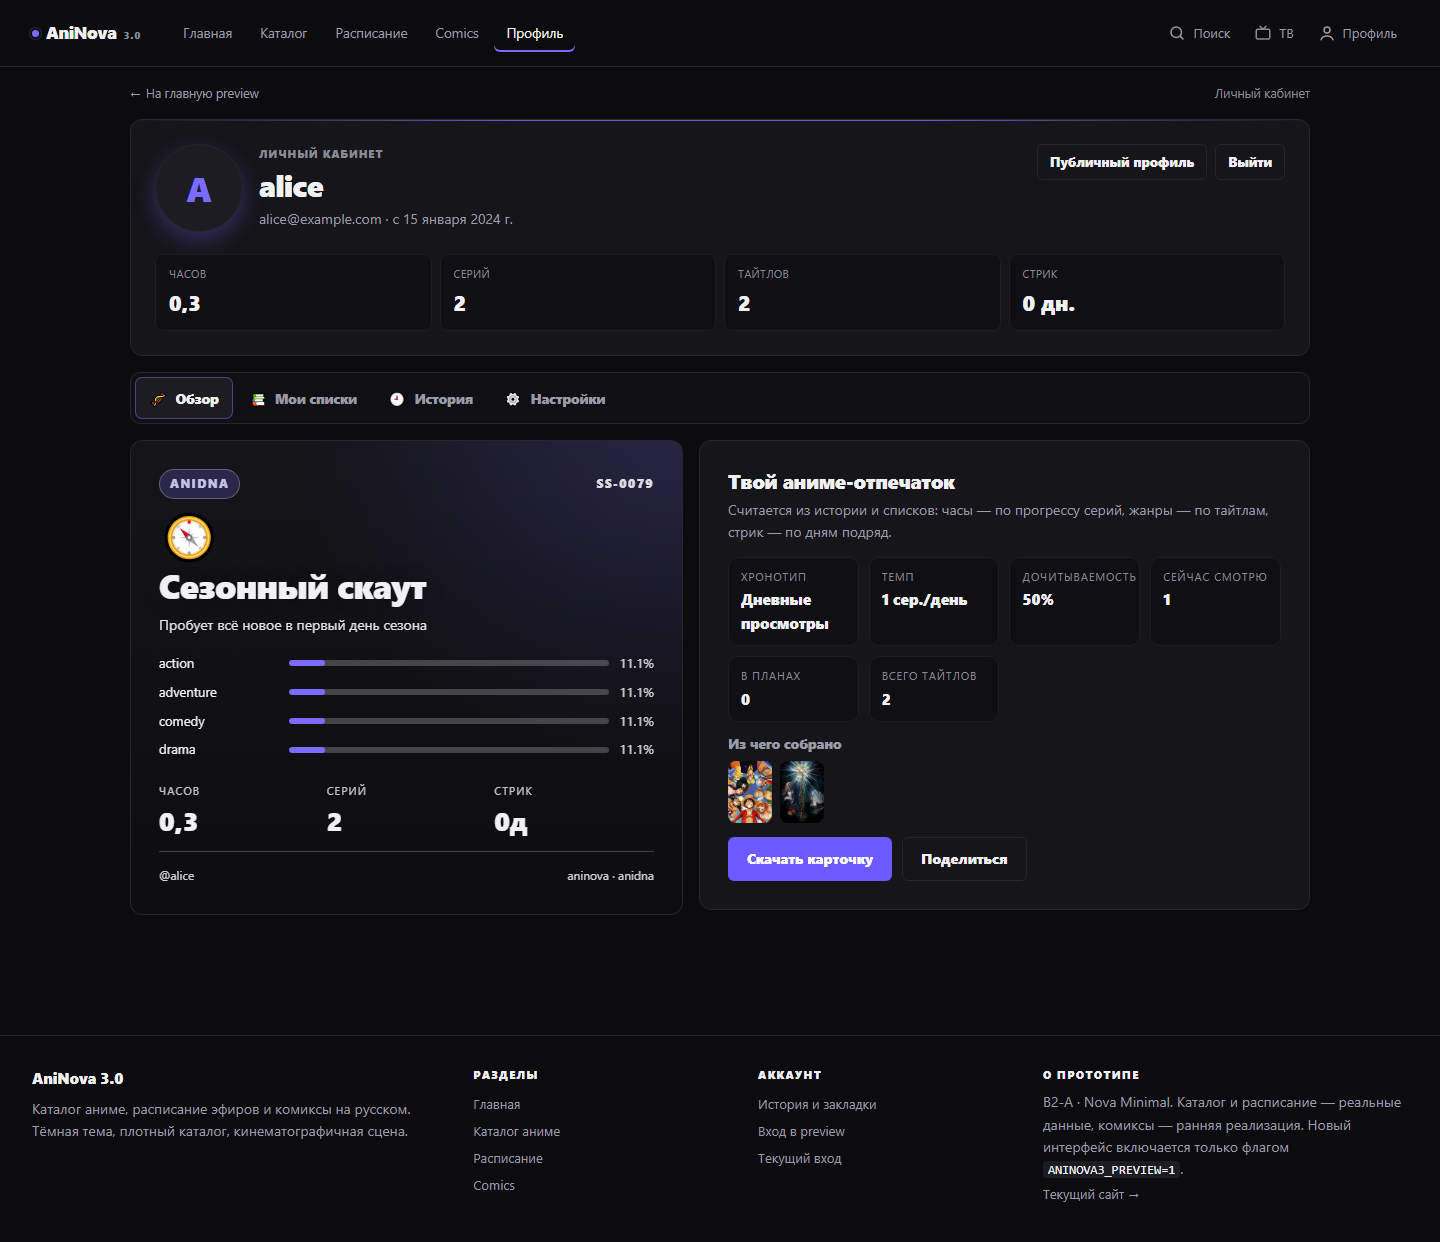 AniNova 3.0
Главная
Каталог
Расписание
Comics
Профиль
Поиск
ТВ
Профиль
← На главную preview
Личный кабинет
A
ЛИЧНЫЙ КАБИНЕТ
alice
alice@example.com · с 15 января 2024 г.
Публичный профиль
Выйти
ЧАСОВ
0,3
СЕРИЙ
2
ТАЙТЛОВ
2
СТРИК
0 дн.
Обзор
Мои списки
История
Настройки
ANIDNA
SS-0079
Сезонный скаут
Пробует всё новое в первый день сезона
action 11.1%
adventure 11.1%
comedy 11.1%
drama 11.1%
ЧАСОВ
0,3
СЕРИЙ
2
СТРИК
0д
@alice
aninova · anidna
Твой аниме-отпечаток
Считается из истории и списков: часы — по прогрессу серий, жанры — по тайтлам,
стрик — по дням подряд.
ХРОНОТИП
Дневные
просмотры
ТЕМП
1 сер./день
ДОЧИТЫВАЕМОСТЬ
50%
СЕЙЧАС СМОТРЮ
1
В ПЛАНАХ
0
ВСЕГО ТАЙТЛОВ
2
Из чего собрано
Скачать карточку
Поделиться
AniNova 3.0
Каталог аниме, расписание эфиров и комиксы на русском.
Тёмная тема, плотный каталог, кинематографичная сцена.
РАЗДЕЛЫ
Главная
Каталог аниме
Расписание
Comics
АККАУНТ
История и закладки
Вход в preview
Текущий вход
О ПРОТОТИПЕ
B2-A · Nova Minimal. Каталог и расписание — реальные
данные, комиксы — ранняя реализация. Новый
интерфейс включается только флагом
ANINOVA3_PREVIEW=1.
Текущий сайт →